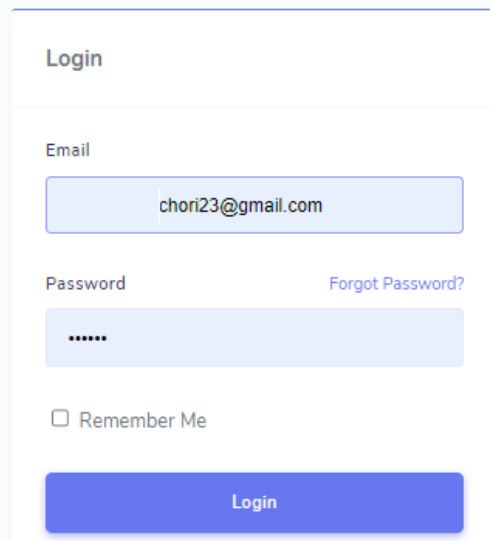 Login
Email
chori23@gmail.com
Password Forgot Password?
••••••
Remember Me
Login